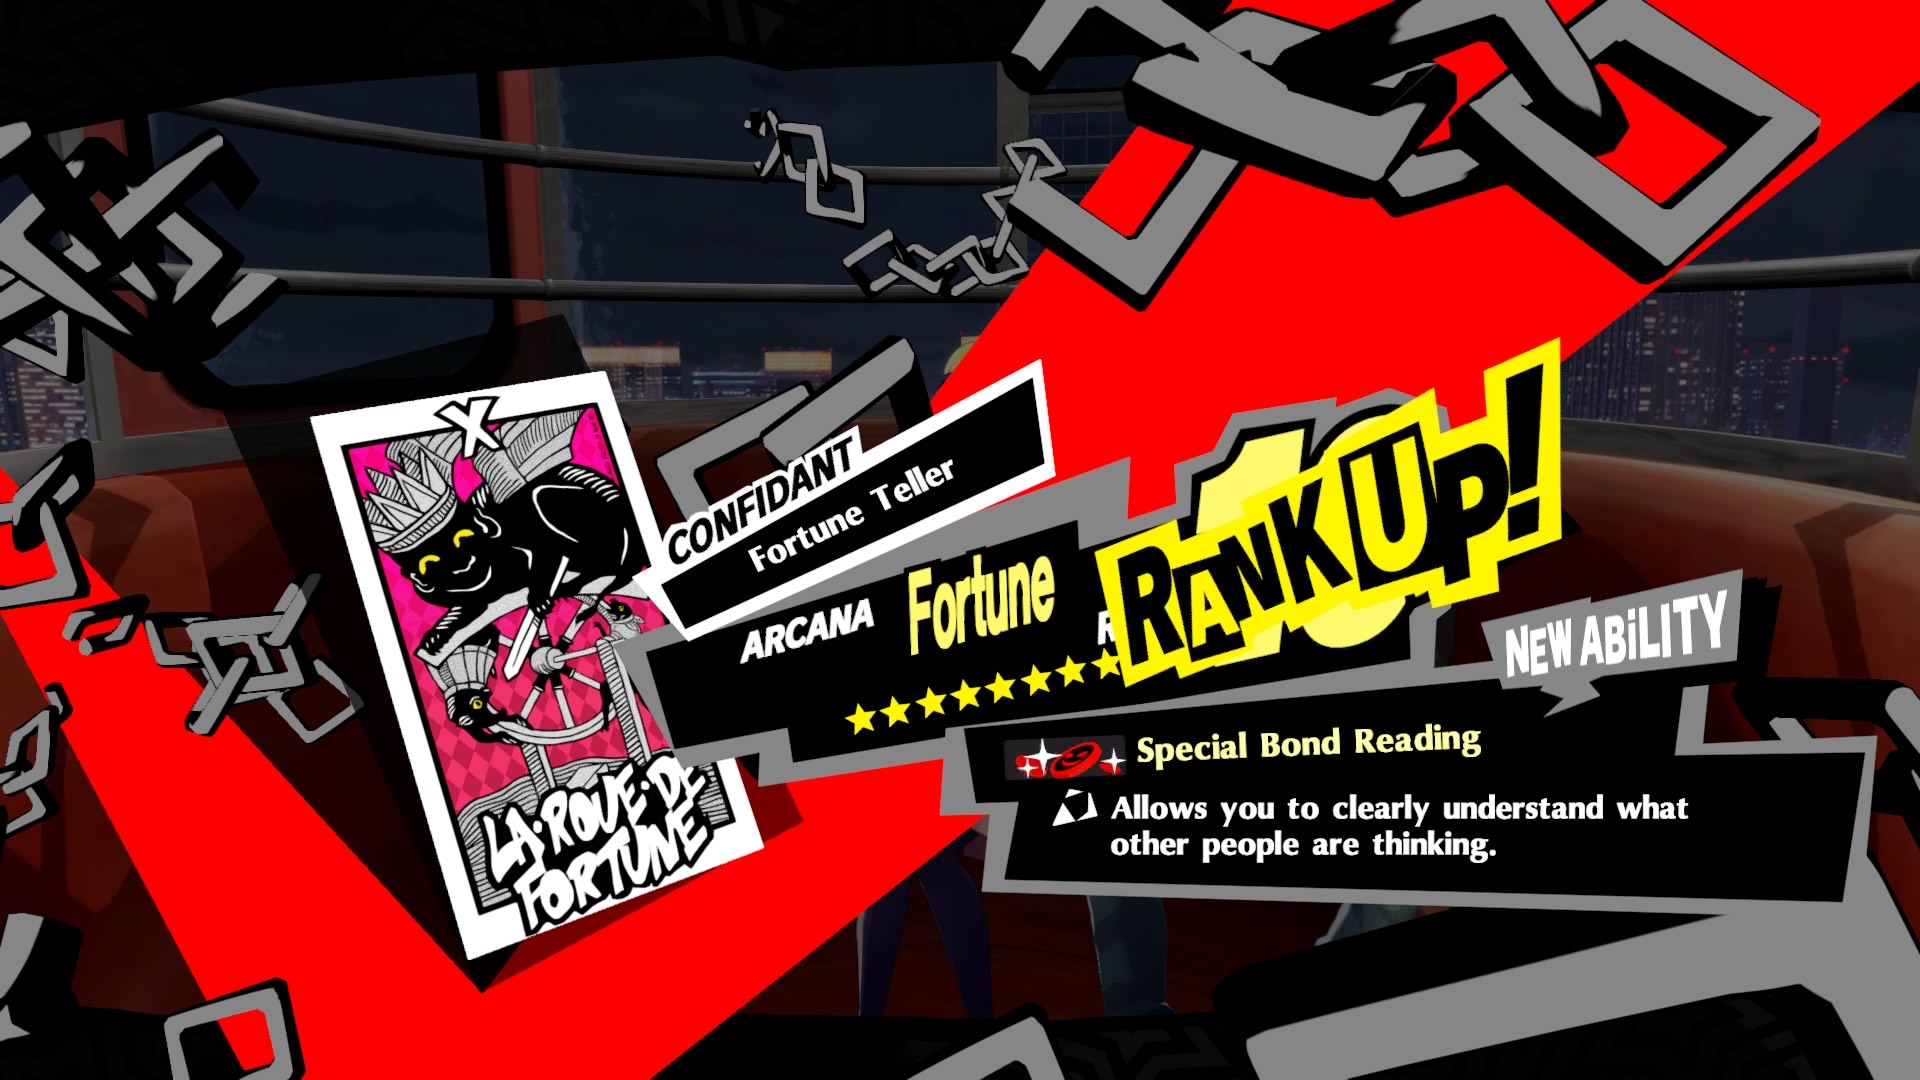 X
LA·ROUE·DE
FORTUNE
CONFIDANT
Fortune Teller
ARCANA Fortune
10
RANK UP!
NEW ABILITY
Special Bond Reading
Allows you to clearly understand what
other people are thinking.